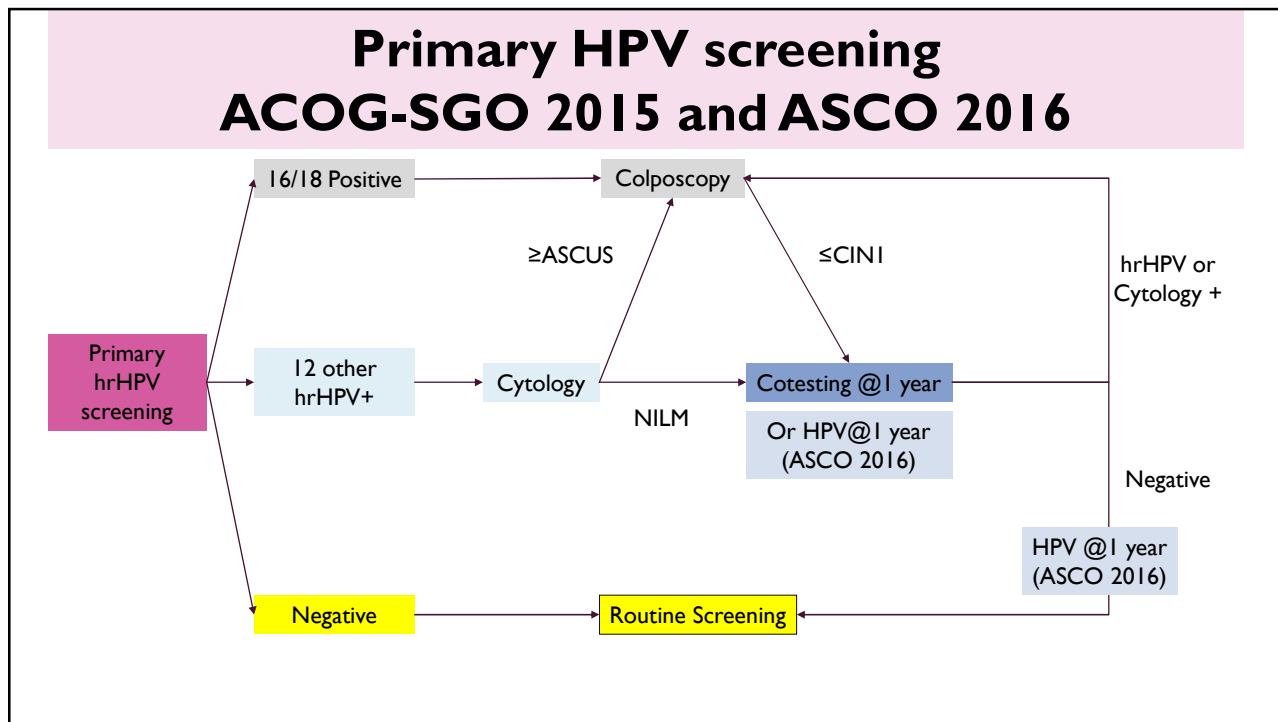 Primary HPV screening
ACOG-SGO 2015 and ASCO 2016
16/18 Positive
Colposcopy
≥ASCUS
≤CIN1
hrHPV or
Cytology +
Primary
hrHPV
screening
12 other
hrHPV+
Cytology
Cotesting @1 year
NILM
Or HPV@1 year
(ASCO 2016)
Negative
HPV @1 year
(ASCO 2016)
Negative
Routine Screening